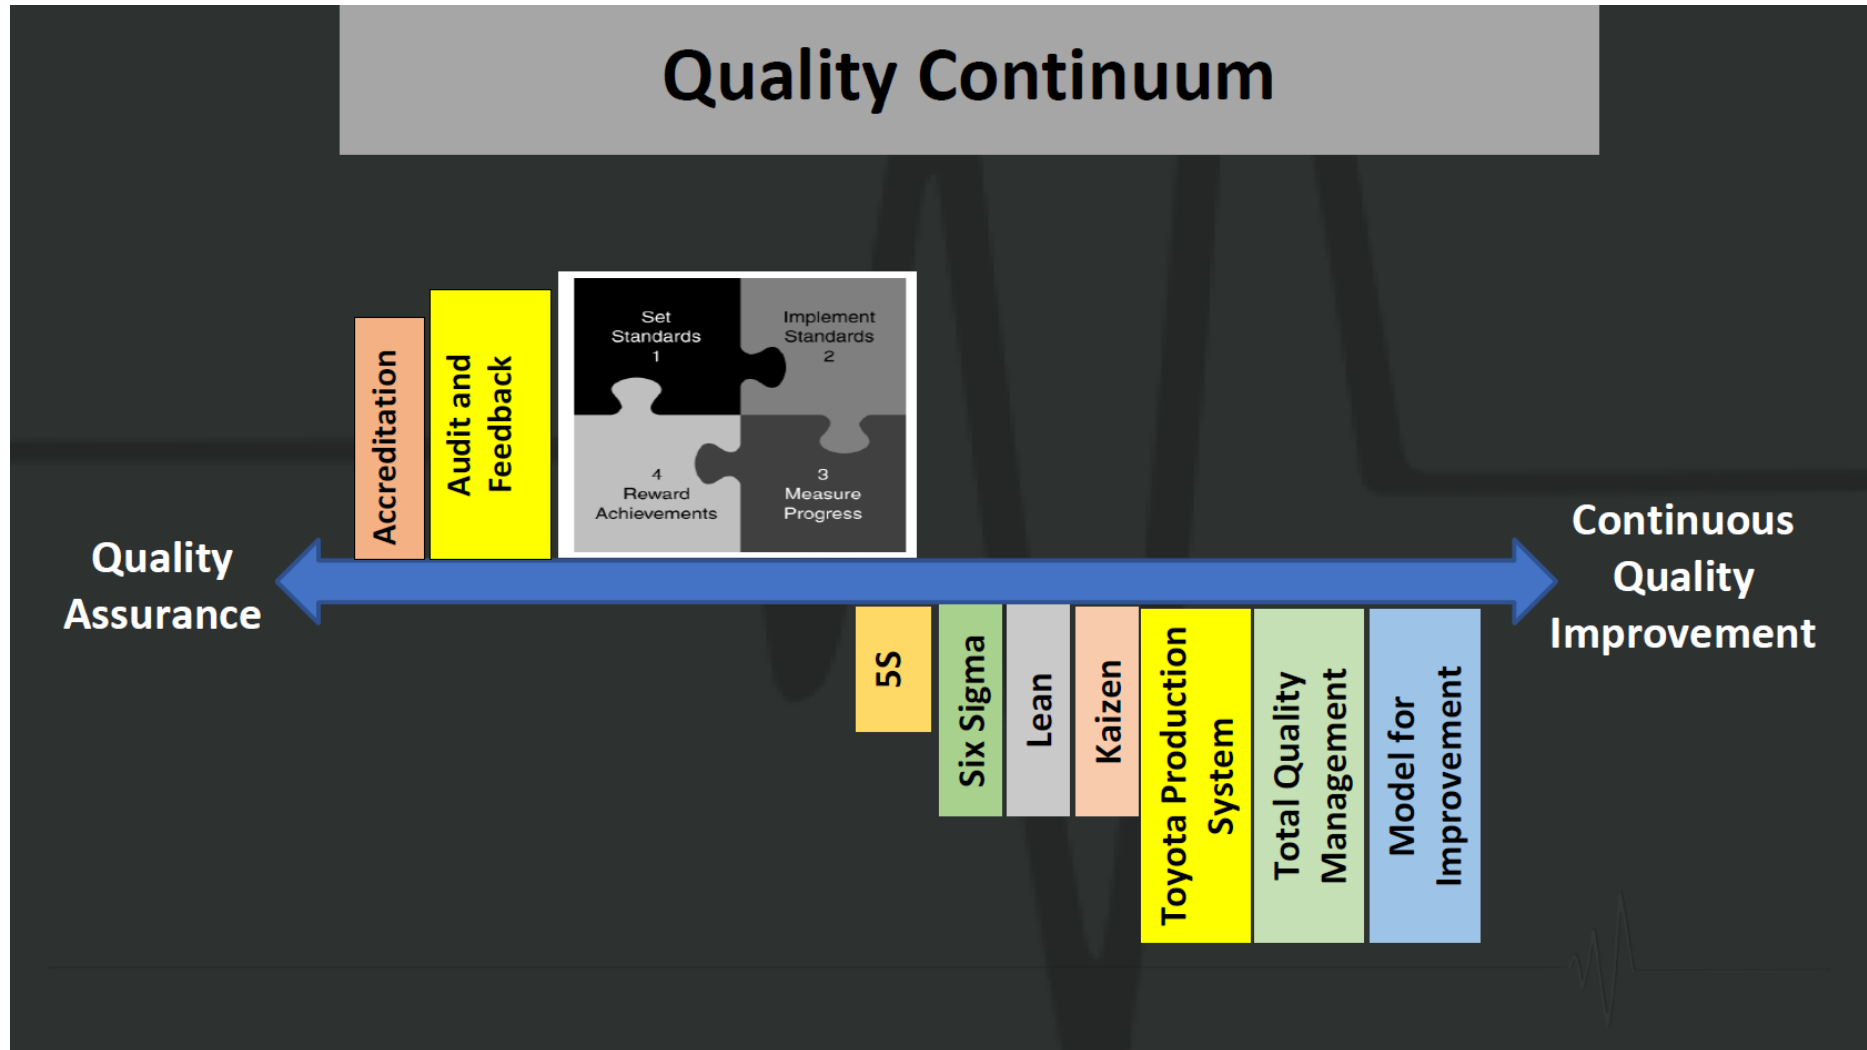 Quality Continuum
Quality
Assurance
Accreditation
Audit and
Feedback
Set
Standards
1
Implement
Standards
2
4
Reward
Achievements
3
Measure
Progress
Continuous
Quality
Improvement
5S
Six Sigma
Lean
Kaizen
Toyota Production
System
Total Quality
Management
Model for
Improvement